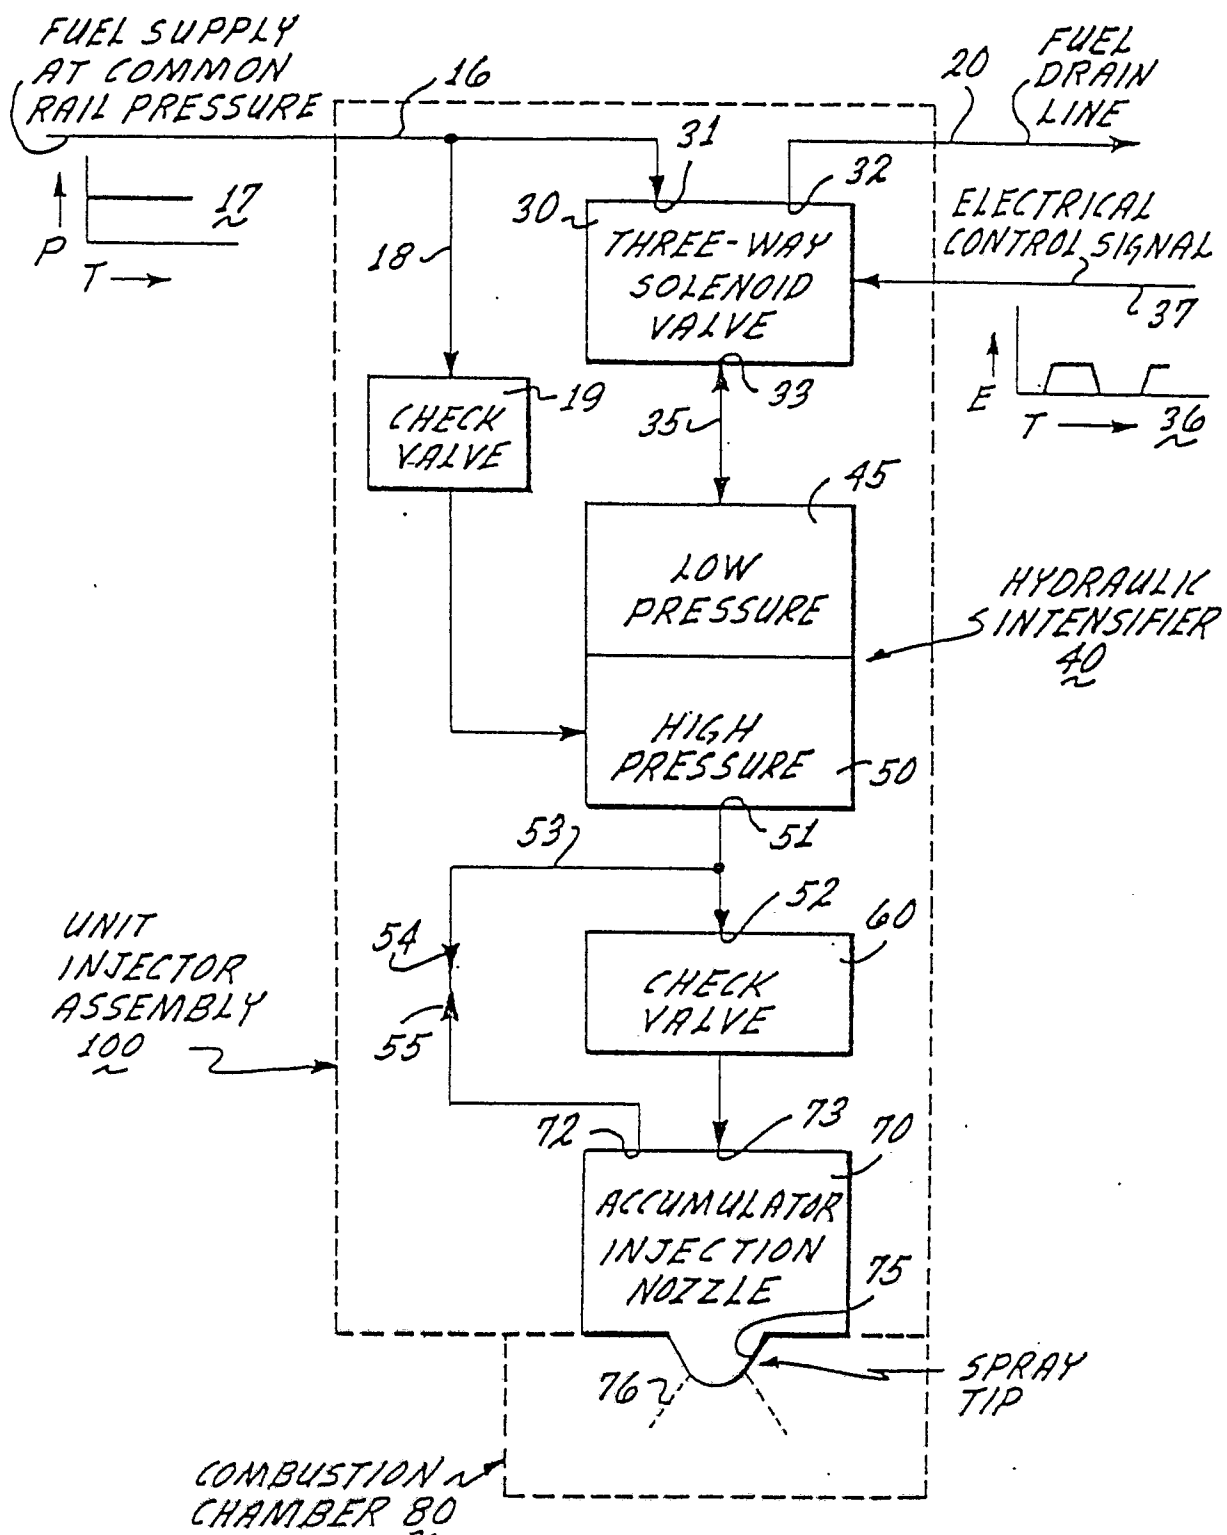 FUEL SUPPLY
AT COMMON
RAIL PRESSURE
16
20
FUEL
DRAIN
LINE
31
32
P
17
T
18
30
THREE-WAY
SOLENOID
VALVE
ELECTRICAL
CONTROL SIGNAL
37
33
E
T
36
CHECK
VALVE
19
35
45
LOW
PRESSURE
HYDRAULIC
INTENSIFIER
40
HIGH
PRESSURE
50
51
53
52
60
54
55
CHECK
VALVE
UNIT
INJECTOR
ASSEMBLY
100
72
73
70
ACCUMULATOR
INJECTION
NOZZLE
75
76
SPRAY
TIP
COMBUSTION
CHAMBER 80